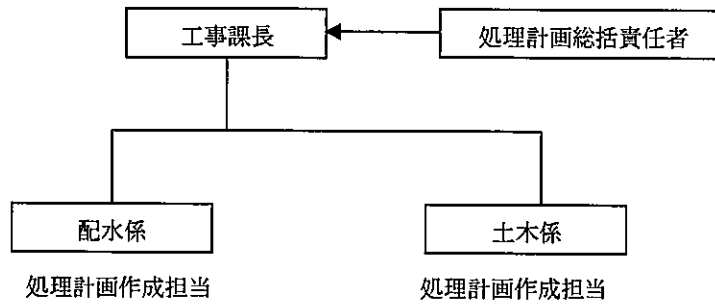 工事課長
処理計画総括責任者
配水係
土木係
処理計画作成担当
処理計画作成担当